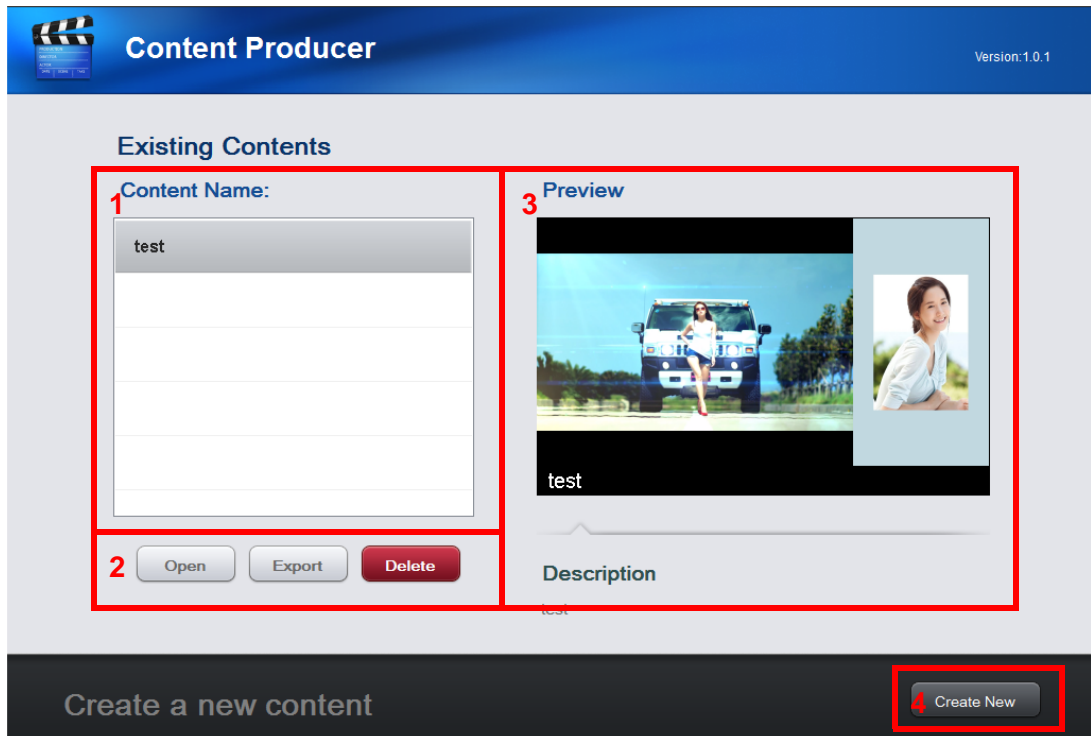 Content Producer
Version:1.0.1
Existing Contents
1
Content Name:
test
2
Open
Export
Delete
3
Preview
test
Description
test
Create a new content
4
Create New